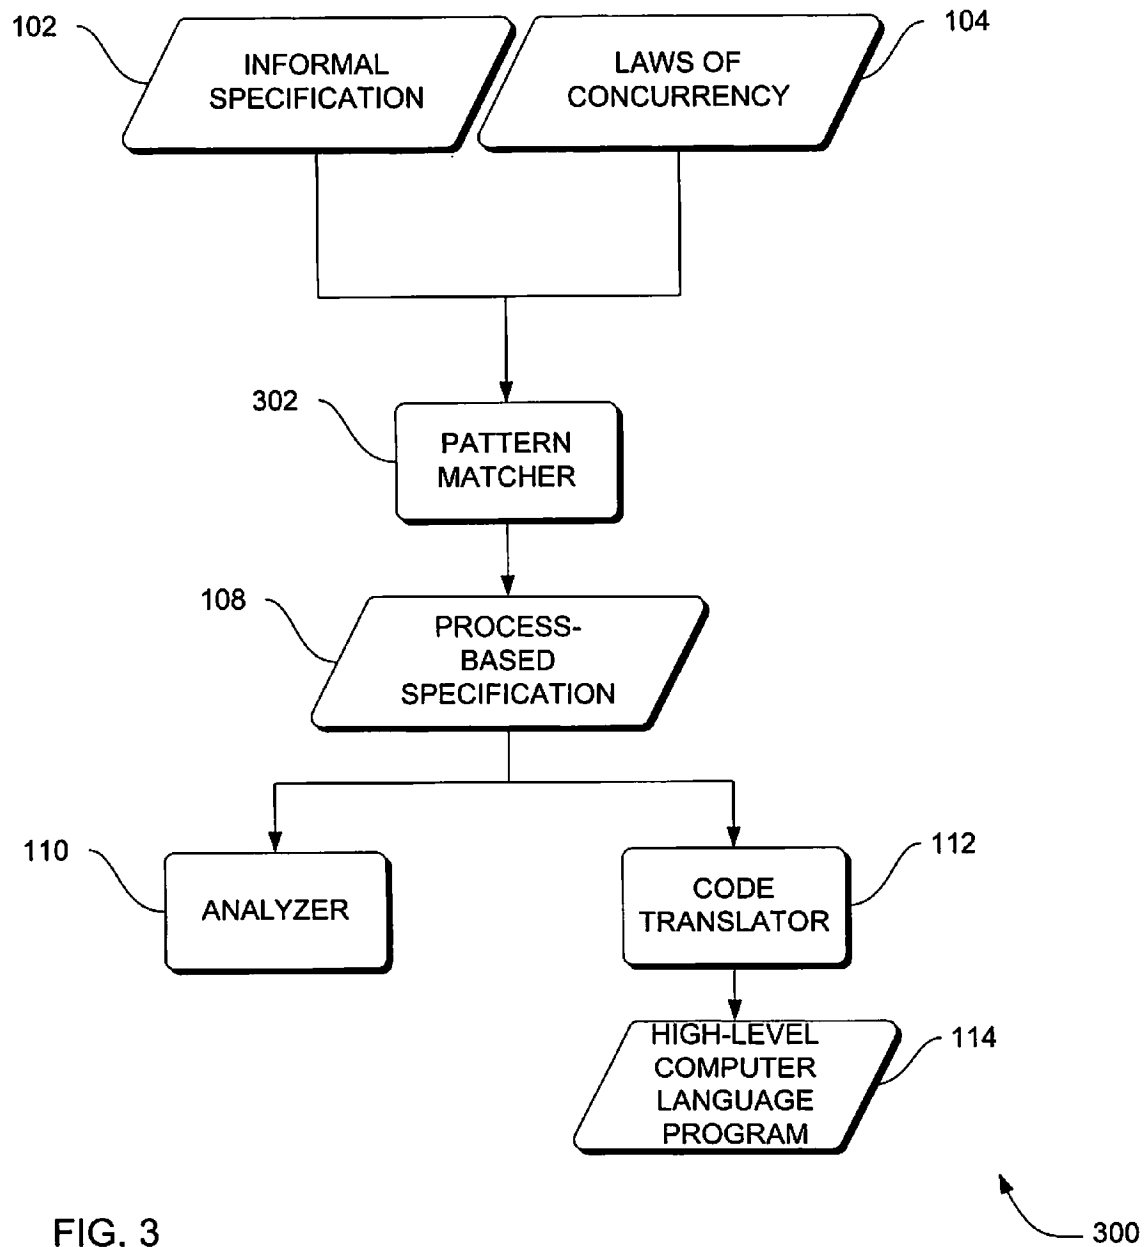 102
INFORMAL
SPECIFICATION
LAWS OF
CONCURRENCY
104
302
PATTERN
MATCHER
108
PROCESS-
BASED
SPECIFICATION
110
ANALYZER
CODE
TRANSLATOR
112
HIGH-LEVEL
COMPUTER
LANGUAGE
PROGRAM
114
FIG. 3
300